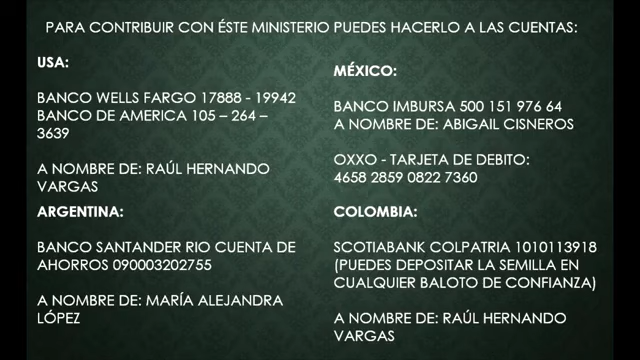 PARA CONTRIBUIR CON ÉSTE MINISTERIO PUEDES HACERLO A LAS CUENTAS:
USA:
BANCO WELLS FARGO 17888 - 19942
BANCO DE AMERICA 105 – 264 –
3639
A NOMBRE DE: RAÚL HERNANDO
VARGAS
MÉXICO:
BANCO IMBURSA 500 151 976 64
A NOMBRE DE: ABIGAIL CISNEROS
OXXO - TARJETA DE DEBITO:
4658 2859 0822 7360
ARGENTINA:
BANCO SANTANDER RIO CUENTA DE
AHORROS 090003202755
A NOMBRE DE: MARÍA ALEJANDRA
LÓPEZ
COLOMBIA:
SCOTIABANK COLPATRIA 1010113918
(PUEDES DEPOSITAR LA SEMILLA EN
CUALQUIER BALOTO DE CONFIANZA)
A NOMBRE DE: RAÚL HERNANDO
VARGAS